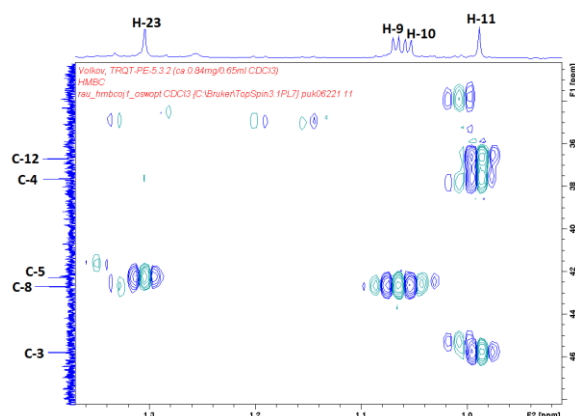 H-23
H-9
H-10
H-11
Volkov, TRQT-PE-5.3.2 (ca 0.84mg/0.65ml CDCl3)
HMBC
rau_hmbcoj1_oswopt CDCl3 {C:\Bruker\TopSpin3.1PL7} puk06221 11
F1 [ppm]
C-12
C-4
C-5
C-8
C-3
36
38
40
42
44
46
48
1.3
1.2
1.1
1.0
F2 [ppm]